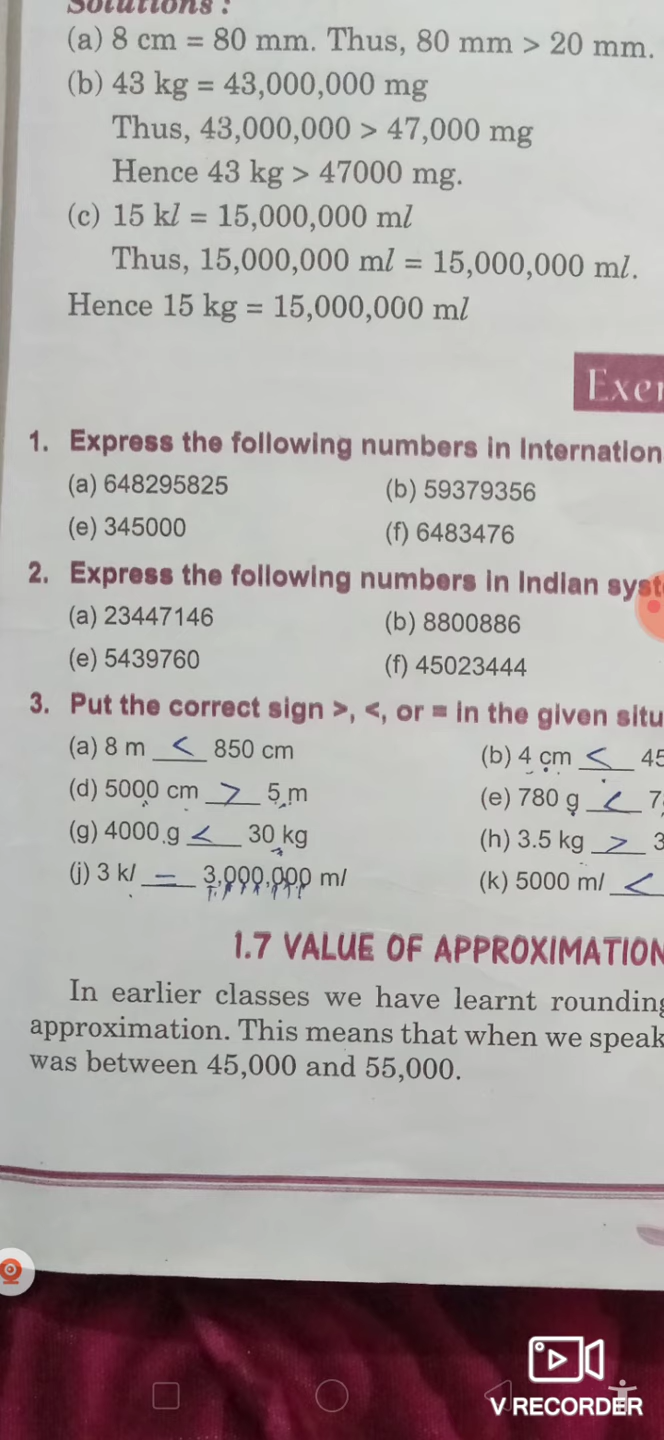 Solutions :
(a) 8 cm = 80 mm. Thus, 80 mm > 20 mm.
(b) 43 kg = 43,000,000 mg
Thus, 43,000,000 > 47,000 mg
Hence 43 kg > 47000 mg.
(c) 15 kl = 15,000,000 ml
Thus, 15,000,000 ml = 15,000,000 ml.
Hence 15 kg = 15,000,000 ml
Exer
1. Express the following numbers in Internation
(a) 648295825 (b) 59379356
(e) 345000 (f) 6483476
2. Express the following numbers in Indian syst
(a) 23447146 (b) 8800886
(e) 5439760 (f) 45023444
3. Put the correct sign >, <, or = in the given situ
(a) 8 m < 850 cm (b) 4 cm < 45
(d) 5000 cm > 5 m (e) 780 g < 7
(g) 4000 g < 30 kg (h) 3.5 kg > 3
(j) 3 kl = 3,000,000 ml (k) 5000 ml <
1.7 VALUE OF APPROXIMATION
In earlier classes we have learnt rounding
approximation. This means that when we speak
was between 45,000 and 55,000.
V RECORDER